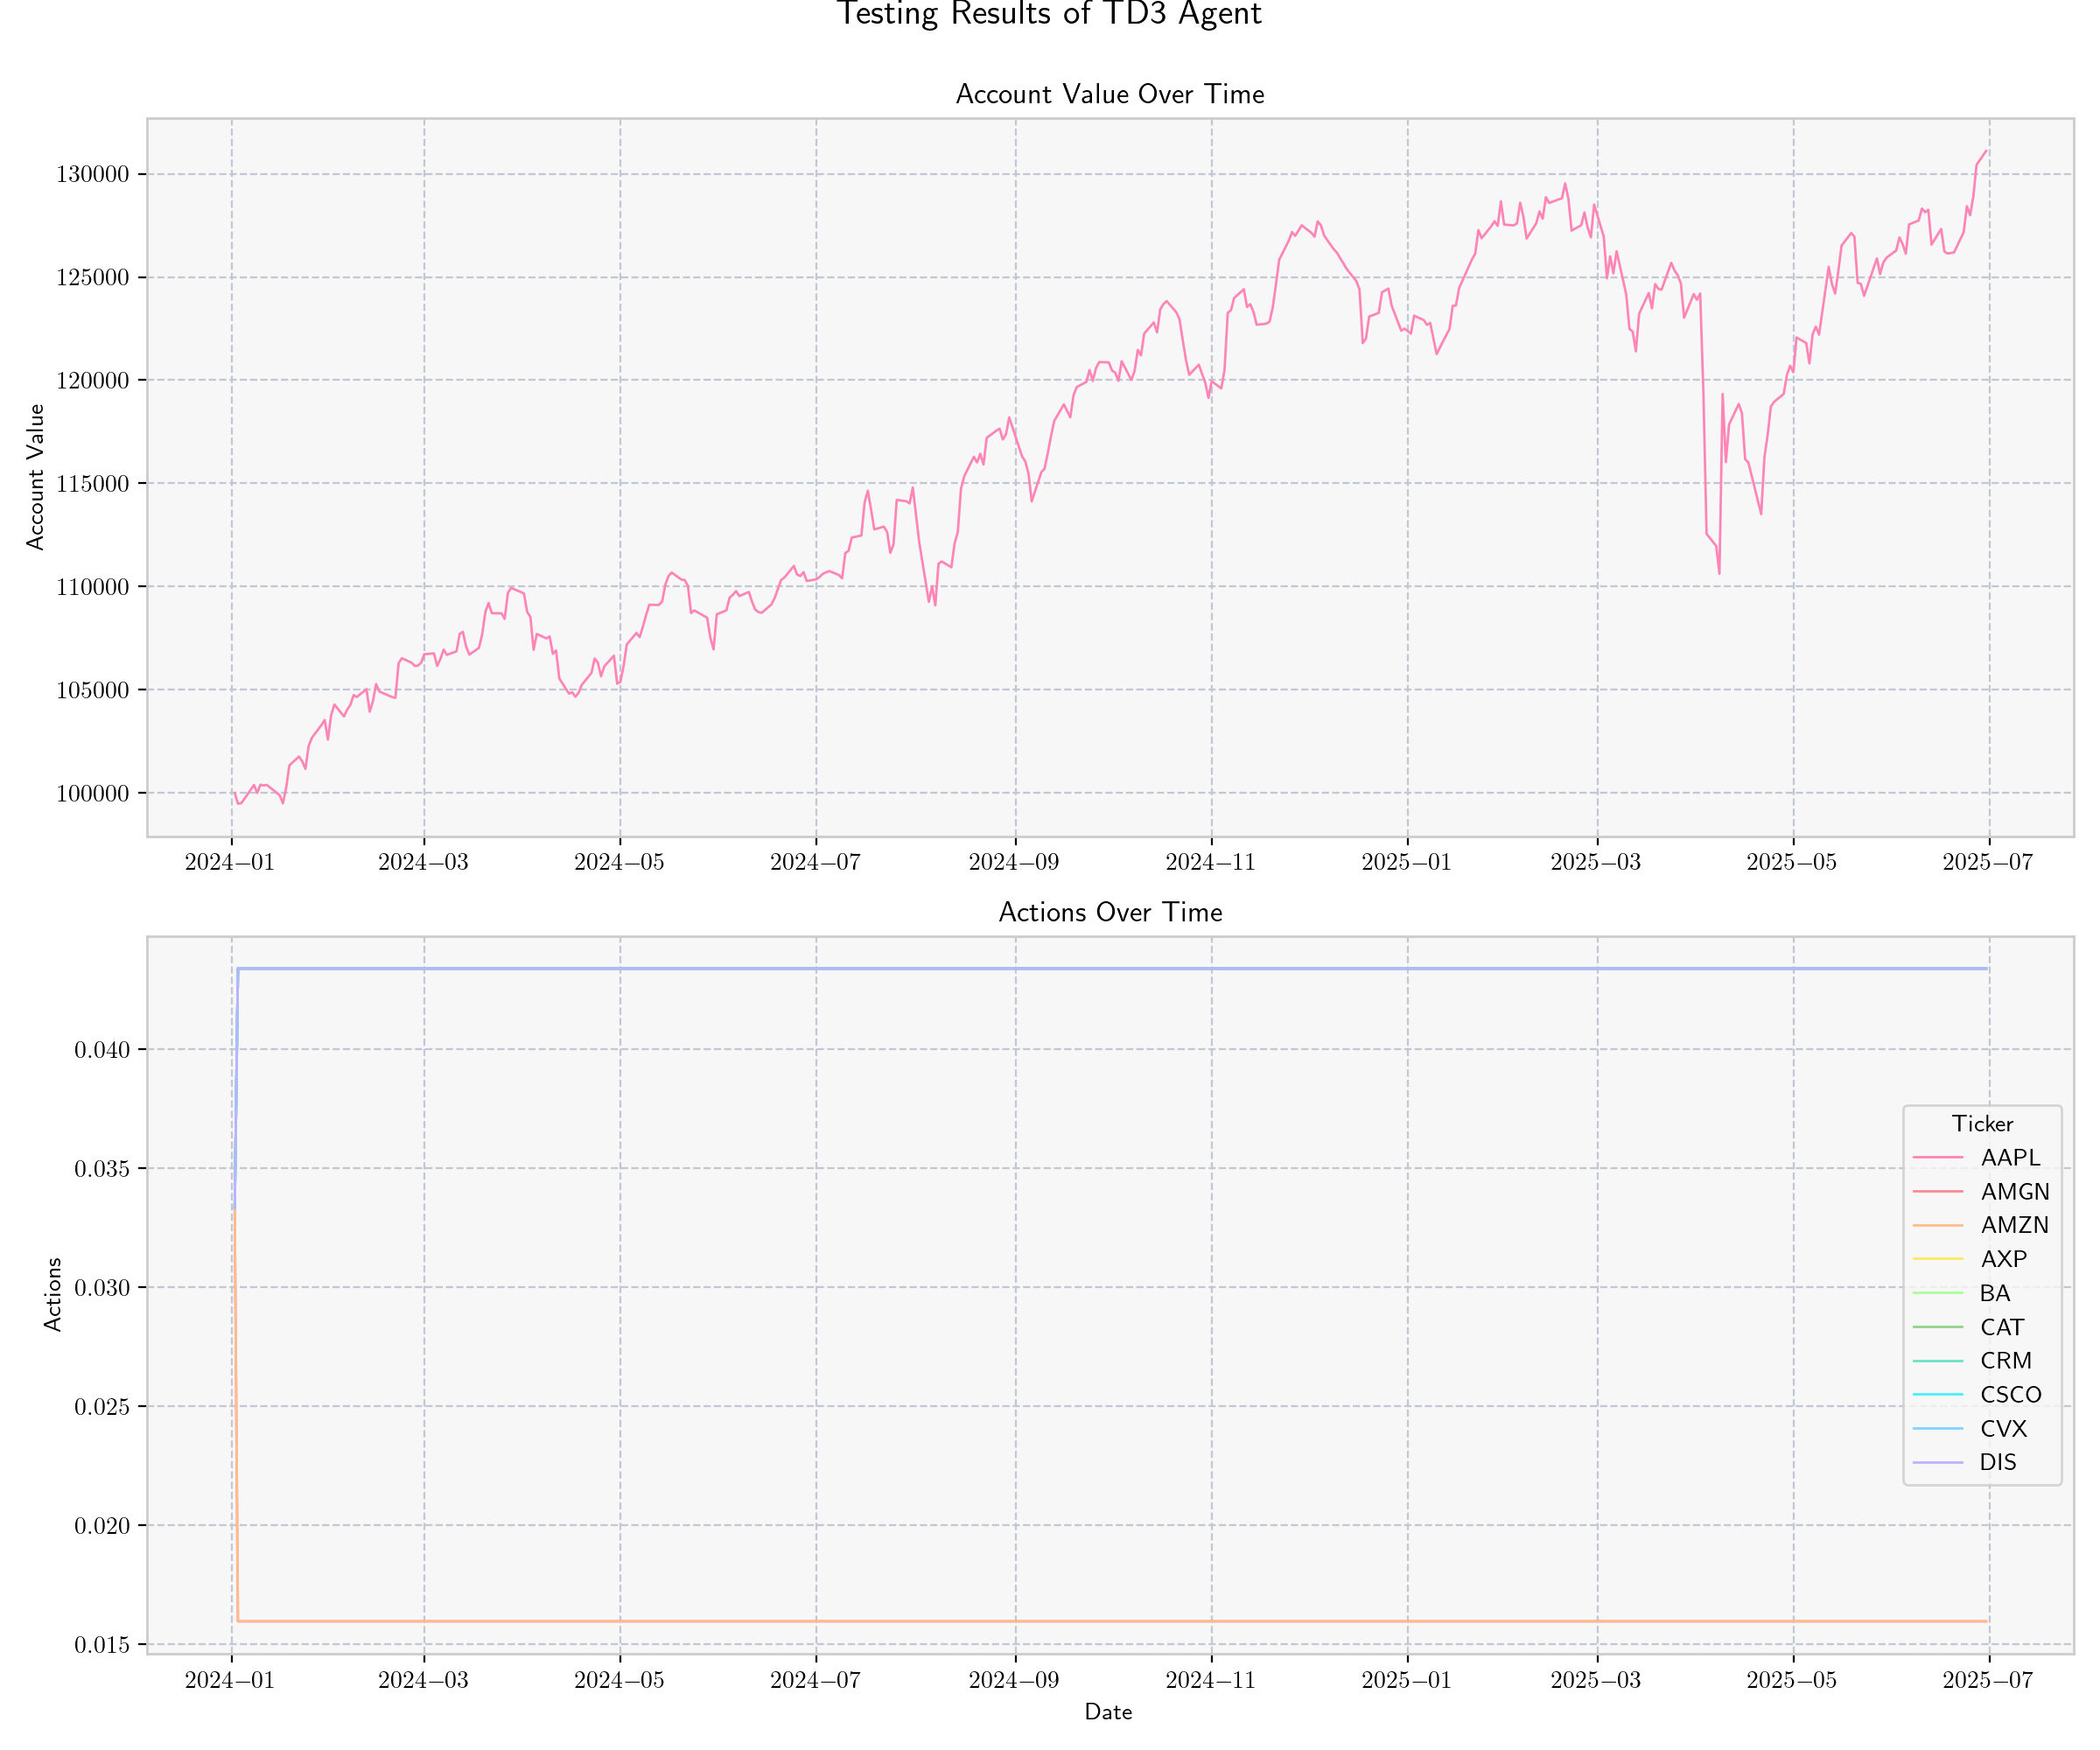 Testing Results of TD3 Agent
Account Value Over Time
Account Value
130000
125000
120000
115000
110000
105000
100000
2024−01 2024−03 2024−05 2024−07 2024−09 2024−11 2025−01 2025−03 2025−05 2025−07
Actions Over Time
Actions
0.040
0.035
0.030
0.025
0.020
0.015
Ticker
AAPL
AMGN
AMZN
AXP
BA
CAT
CRM
CSCO
CVX
DIS
2024−01 2024−03 2024−05 2024−07 2024−09 2024−11 2025−01 2025−03 2025−05 2025−07
Date